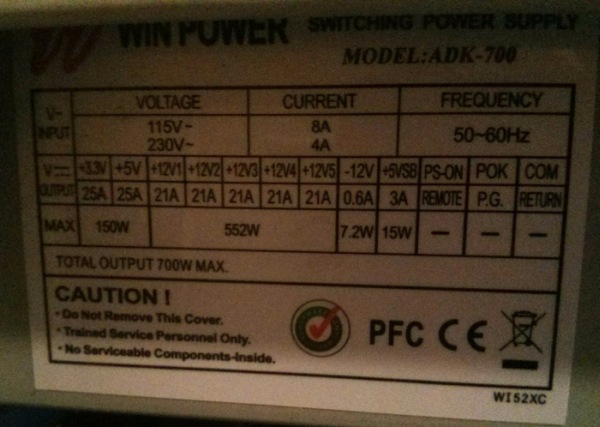 WIN POWER SWITCHING POWER SUPPLY
MODEL:ADK-700
V~ INPUT VOLTAGE CURRENT FREQUENCY
115V~ 8A 50~60Hz
230V~ 4A
V OUTPUT +3.3V +5V +12V1 +12V2 +12V3 +12V4 +12V5 -12V +5VSB PS-ON POK COM
25A 25A 21A 21A 21A 21A 21A 0.6A 3A REMOTE P.G. RETURN
MAX 150W 552W 7.2W 15W — — —
TOTAL OUTPUT 700W MAX.
CAUTION !
• Do Not Remove This Cover.
• Trained Service Personnel Only.
• No Serviceable Components-Inside.
PFC CE
WI52XC